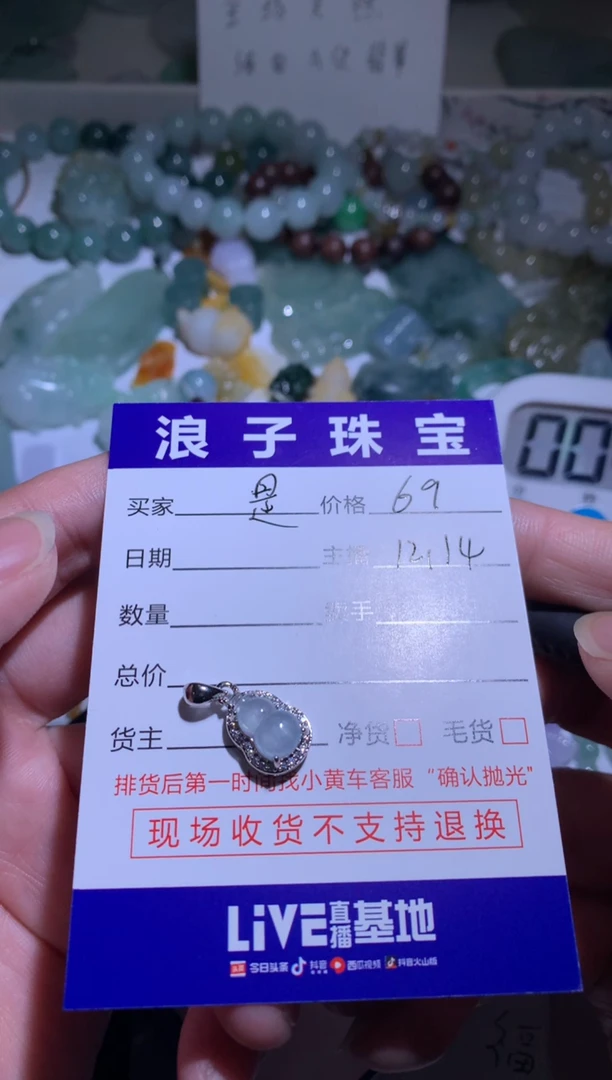 浪子珠宝
买家 是 价格 69
日期 主播 12.14
数量
总价
货主 净货 毛货
排货后第一时间找小黄车客服“确认抛光”
现场收货不支持退换
LiVE直播基地
今日头条 抖音 西瓜视频 抖音火山版
00
福